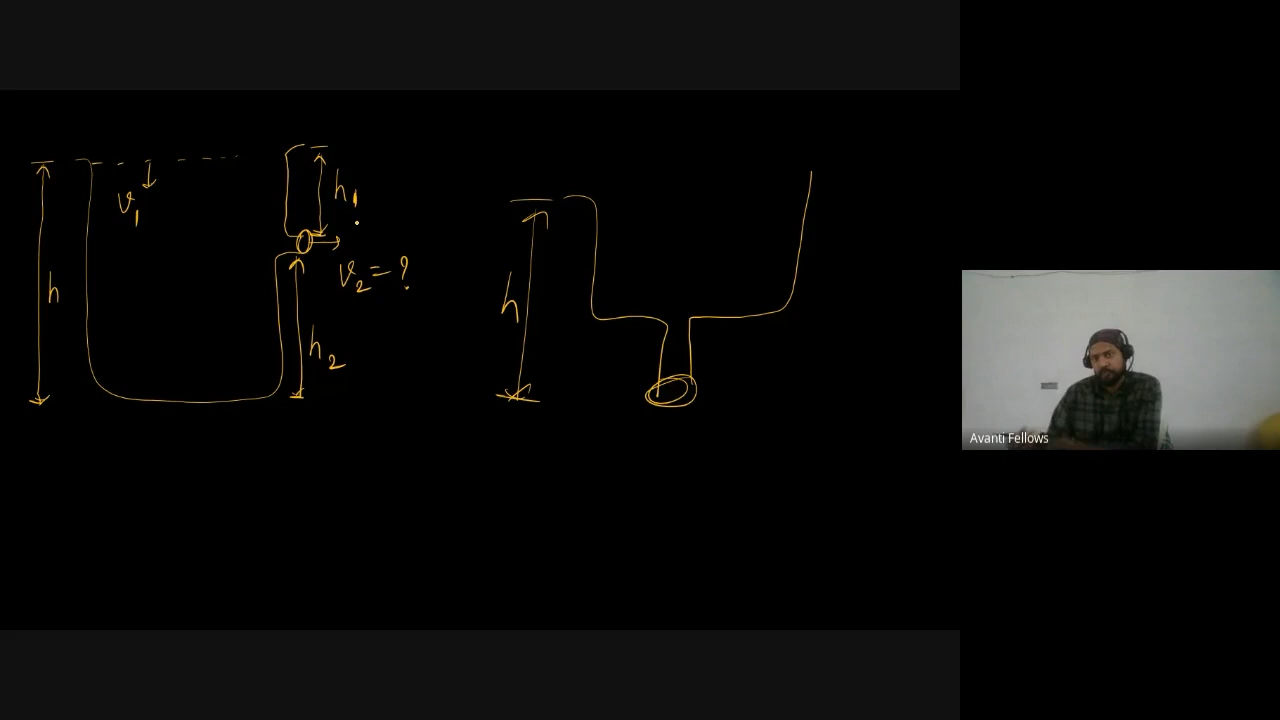 h
v₁
h₁
v₂ = ?
h₂
h
Avanti Fellows